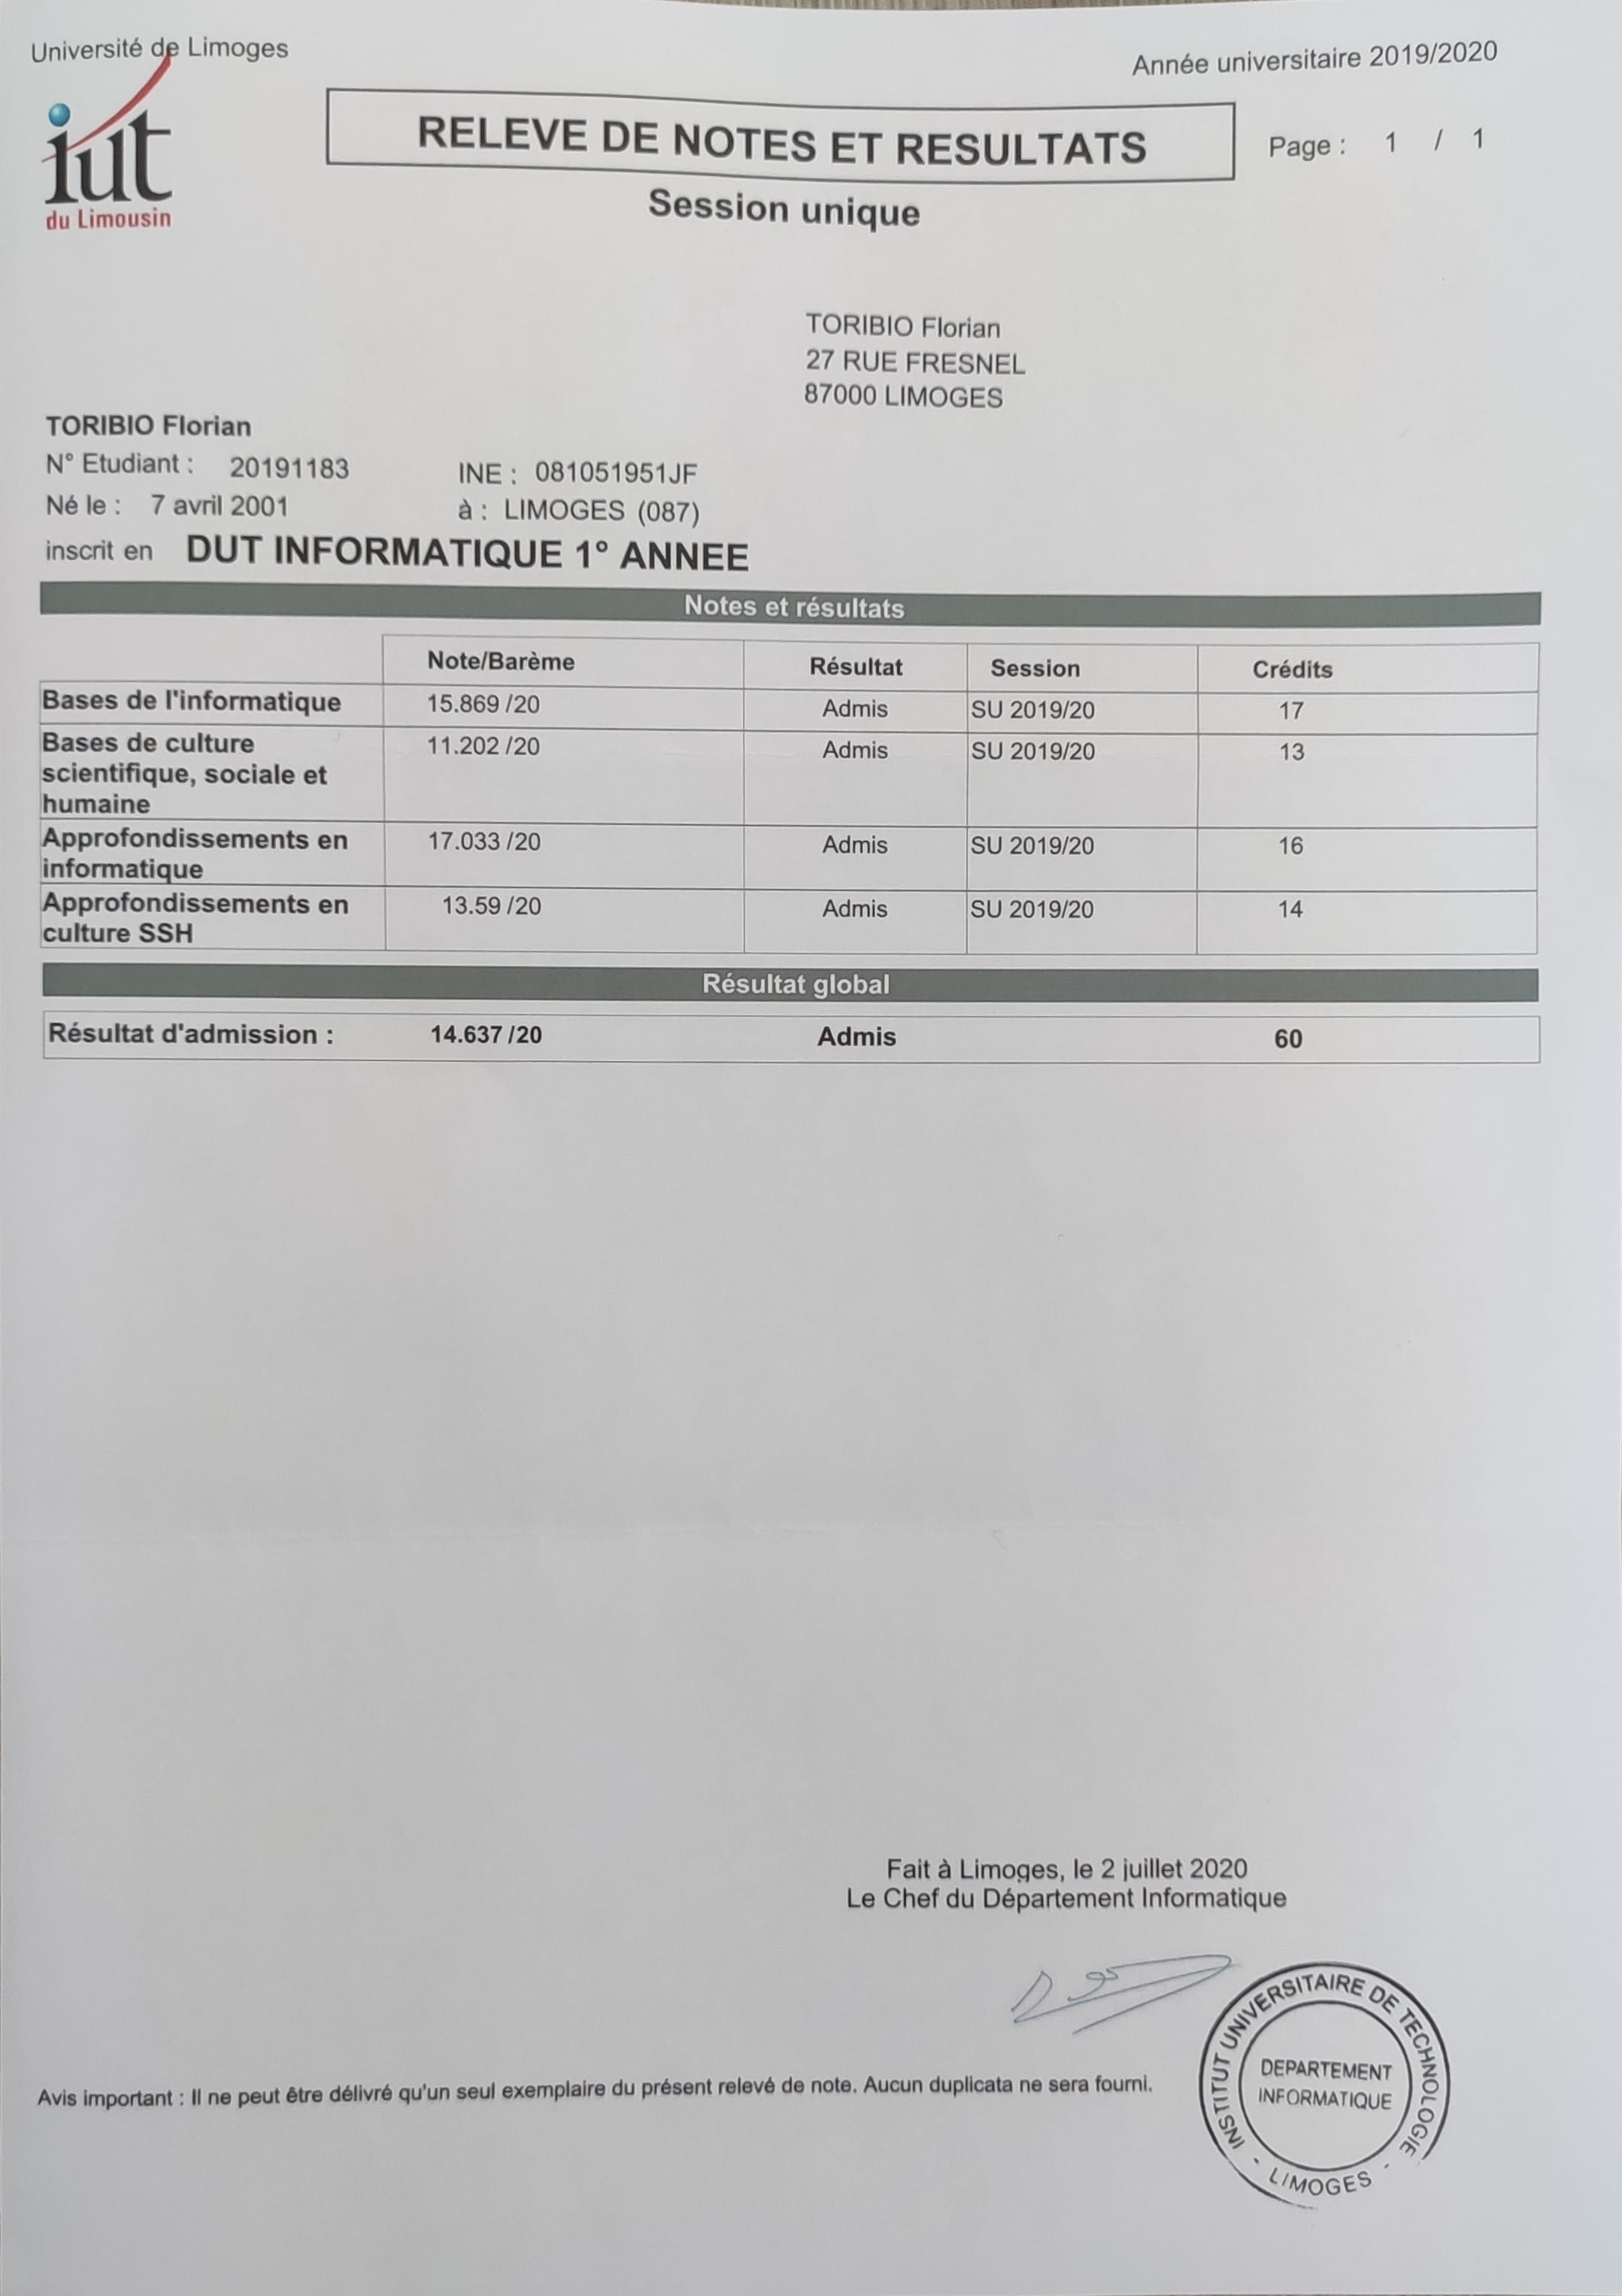 Université de Limoges
Année universitaire 2019/2020
iut
du Limousin
RELEVE DE NOTES ET RESULTATS
Page : 1 / 1
Session unique
TORIBIO Florian
27 RUE FRESNEL
87000 LIMOGES
TORIBIO Florian
N° Etudiant : 20191183 INE : 081051951JF
Né le : 7 avril 2001 à : LIMOGES (087)
inscrit en DUT INFORMATIQUE 1° ANNEE
Notes et résultats
Note/Barème Résultat Session Crédits
Bases de l'informatique 15.869 /20 Admis SU 2019/20 17
Bases de culture 11.202 /20 Admis SU 2019/20 13
scientifique, sociale et
humaine
Approfondissements en 17.033 /20 Admis SU 2019/20 16
informatique
Approfondissements en 13.59 /20 Admis SU 2019/20 14
culture SSH
Résultat global
Résultat d'admission : 14.637 /20 Admis 60
Fait à Limoges, le 2 juillet 2020
Le Chef du Département Informatique
Avis important : Il ne peut être délivré qu'un seul exemplaire du présent relevé de note. Aucun duplicata ne sera fourni.
INSTITUT UNIVERSITAIRE DE TECHNOLOGIE
DEPARTEMENT
INFORMATIQUE
- LIMOGES -